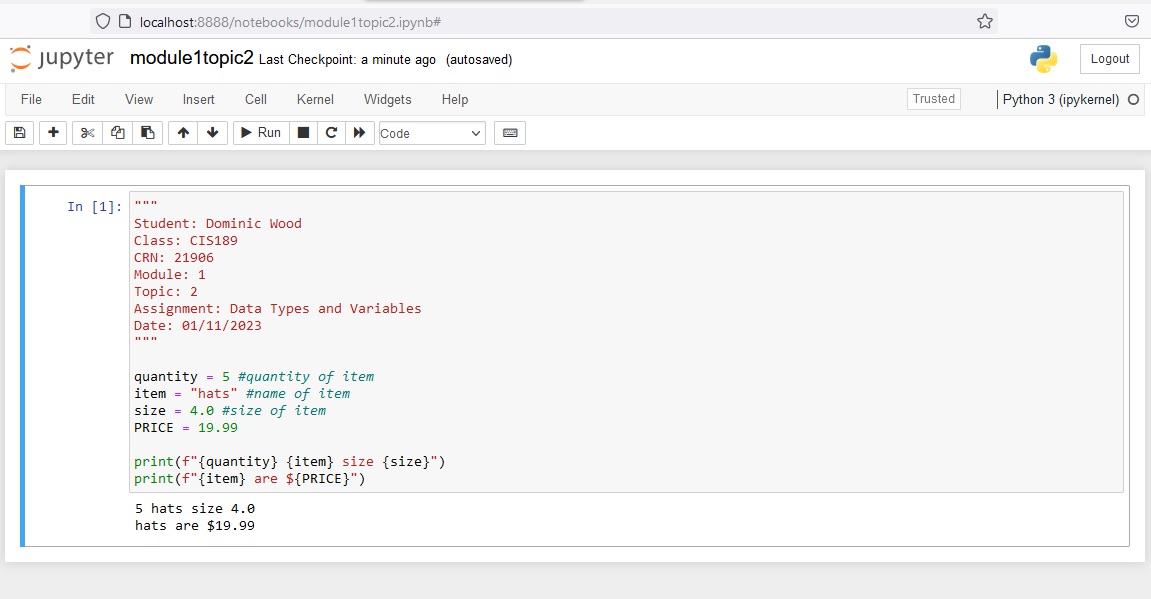 localhost:8888/notebooks/module1topic2.ipynb#
jupyter module1topic2 Last Checkpoint: a minute ago (autosaved) Logout
File Edit View Insert Cell Kernel Widgets Help Trusted Python 3 (ipykernel)
Run Code
In [1]: """
Student: Dominic Wood
Class: CIS189
CRN: 21906
Module: 1
Topic: 2
Assignment: Data Types and Variables
Date: 01/11/2023
"""
quantity = 5 #quantity of item
item = "hats" #name of item
size = 4.0 #size of item
PRICE = 19.99
print(f"{quantity} {item} size {size}")
print(f"{item} are ${PRICE}")
5 hats size 4.0
hats are $19.99